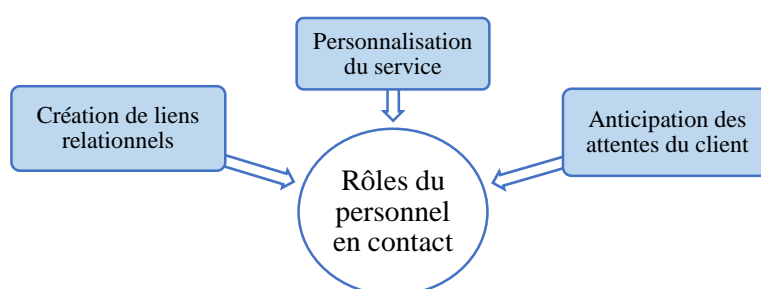 Personnalisation
du service
Création de liens
relationnels
Anticipation des
attentes du client
Rôles du
personnel
en contact